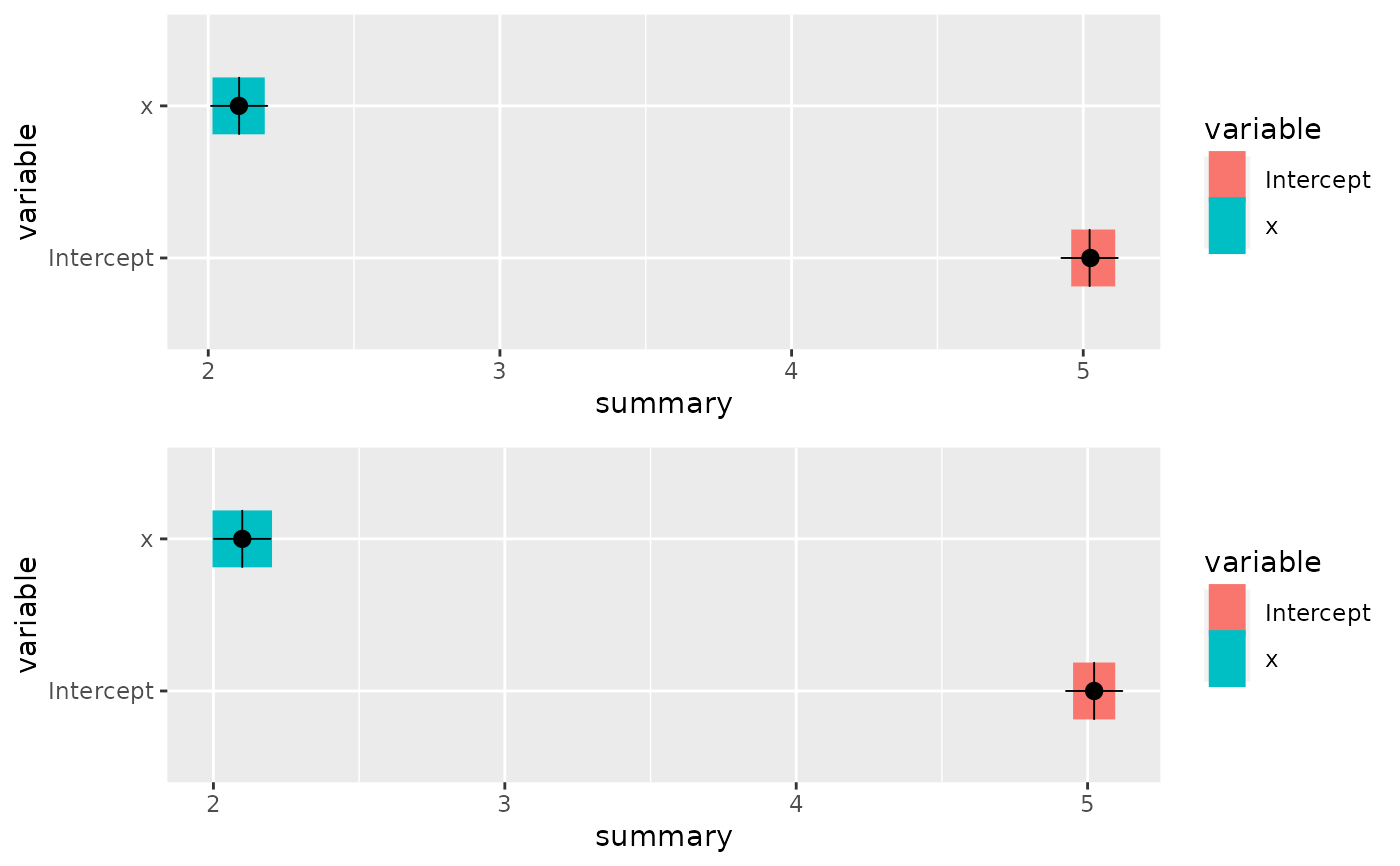 variable
x
Intercept
2 3 4 5
summary
variable
Intercept
x
variable
x
Intercept
2 3 4 5
summary
variable
Intercept
x